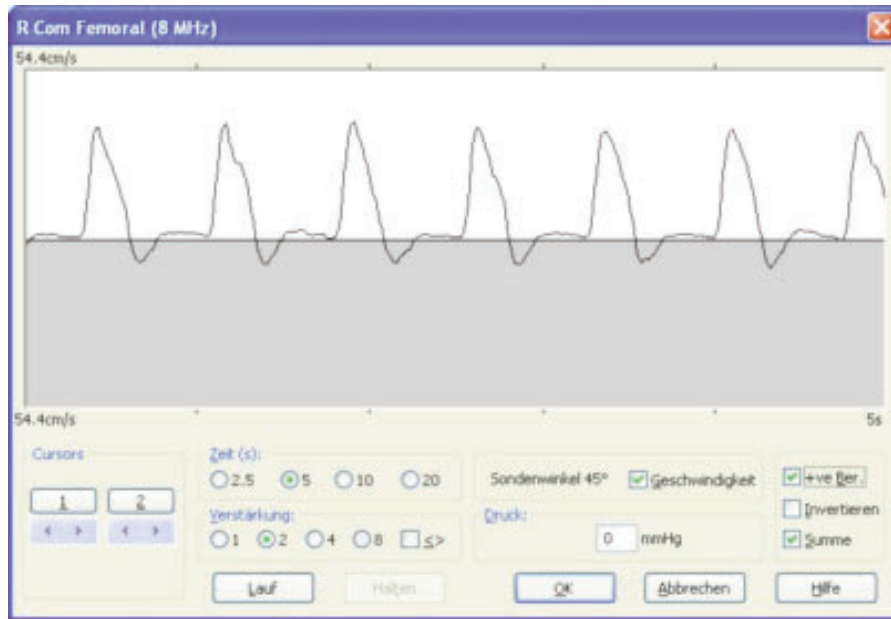 R Com Femoral (8 MHz)
54.4cm/s
54.4cm/s
5s
Cursors
1 2
Zeit (s):
2.5 5 10 20
Verstärkung:
1 2 4 8 <>
Sondenwinkel 45° Geschwindigkeit
Druck:
0 mmHg
+ve Ber.
Invertieren
Summe
Lauf Halten OK Abbrechen Hilfe